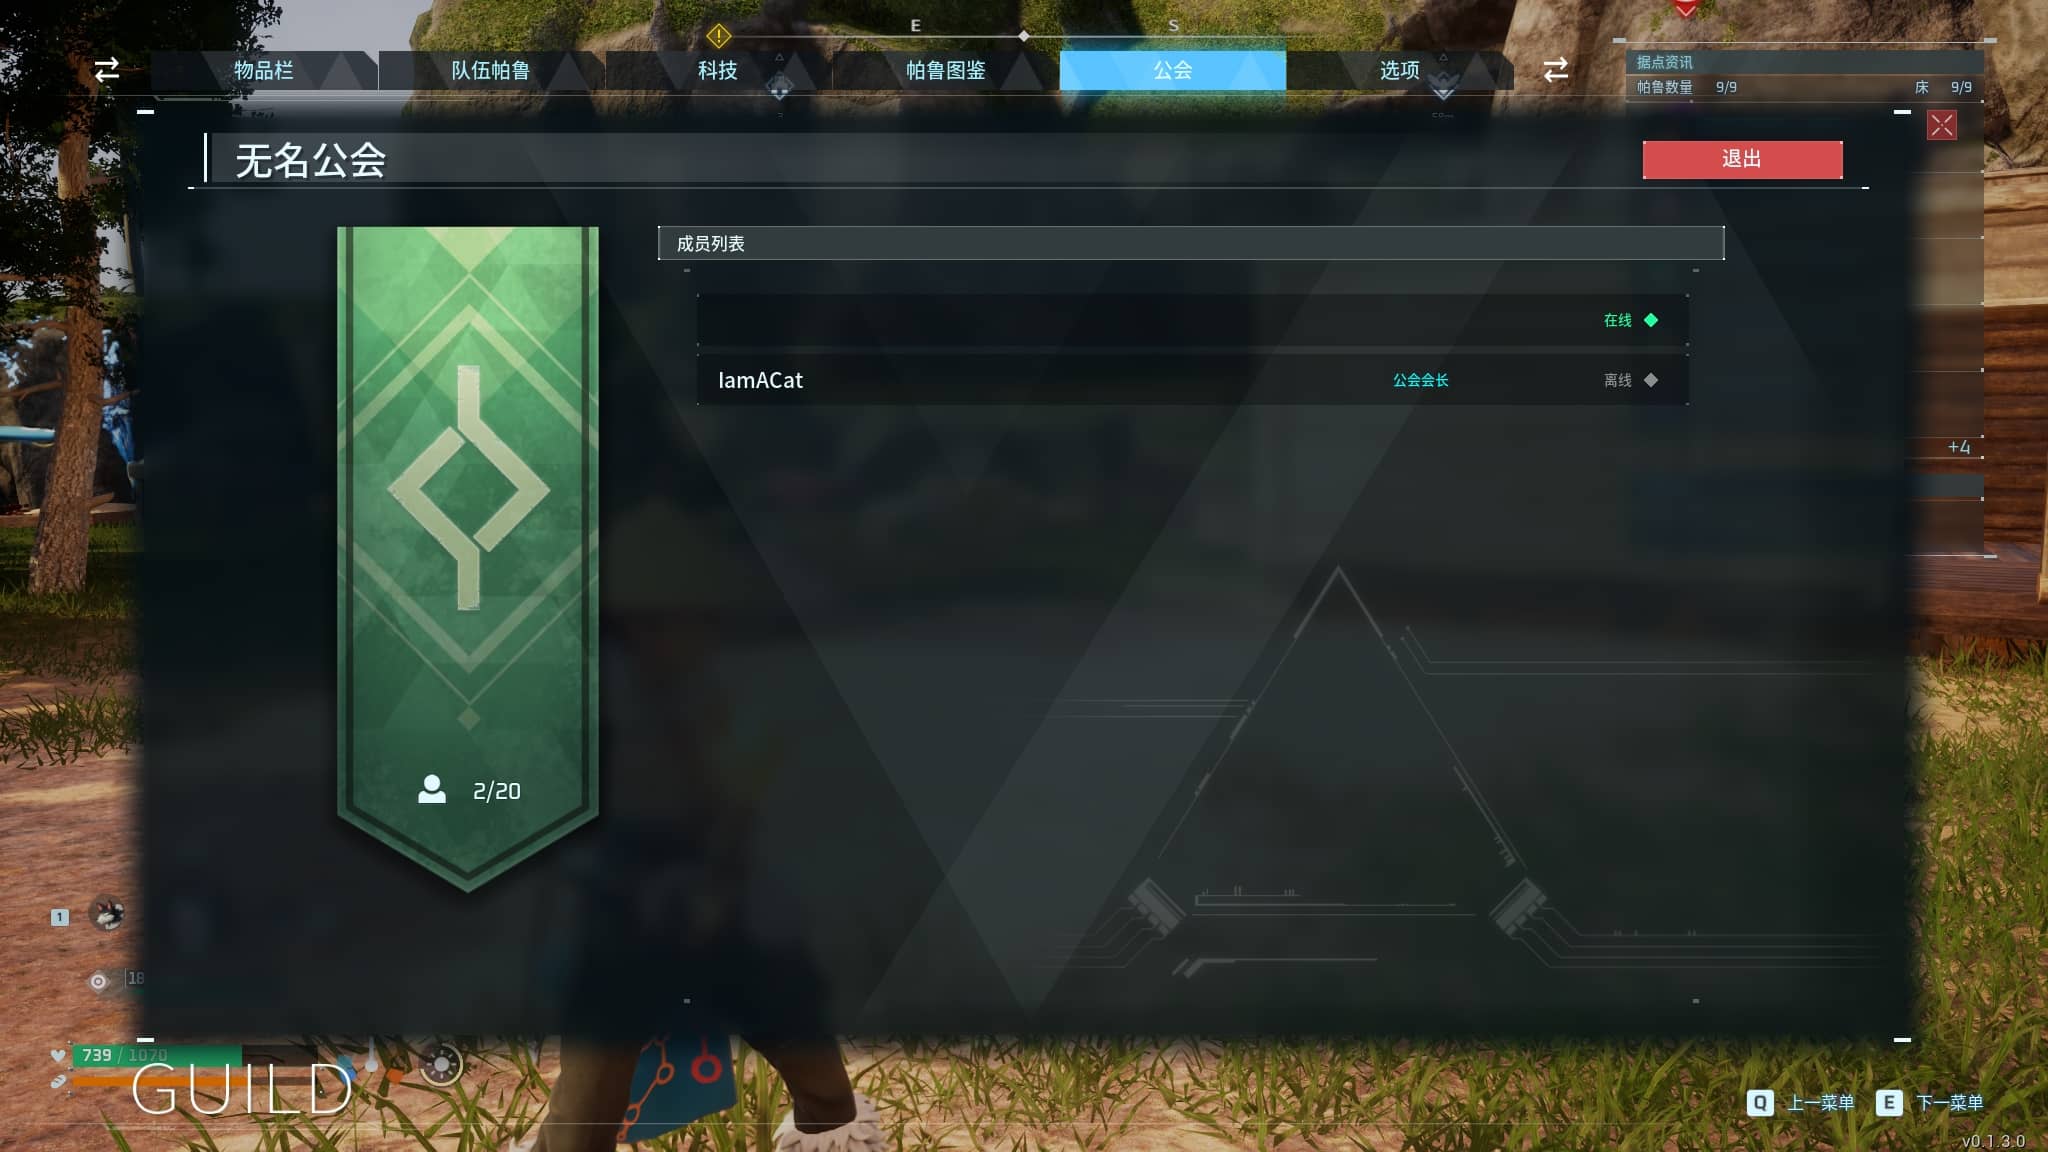 E S
物品栏 队伍帕鲁 科技 帕鲁图鉴 公会 选项
据点资讯
帕鲁数量 9/9 床 9/9
无名公会
退出
成员列表
在线
IamACat 公会会长 离线
+4
2/20
1
18
739 / 1070
GUILD
Q 上一菜单 E 下一菜单
v0.1.3.0